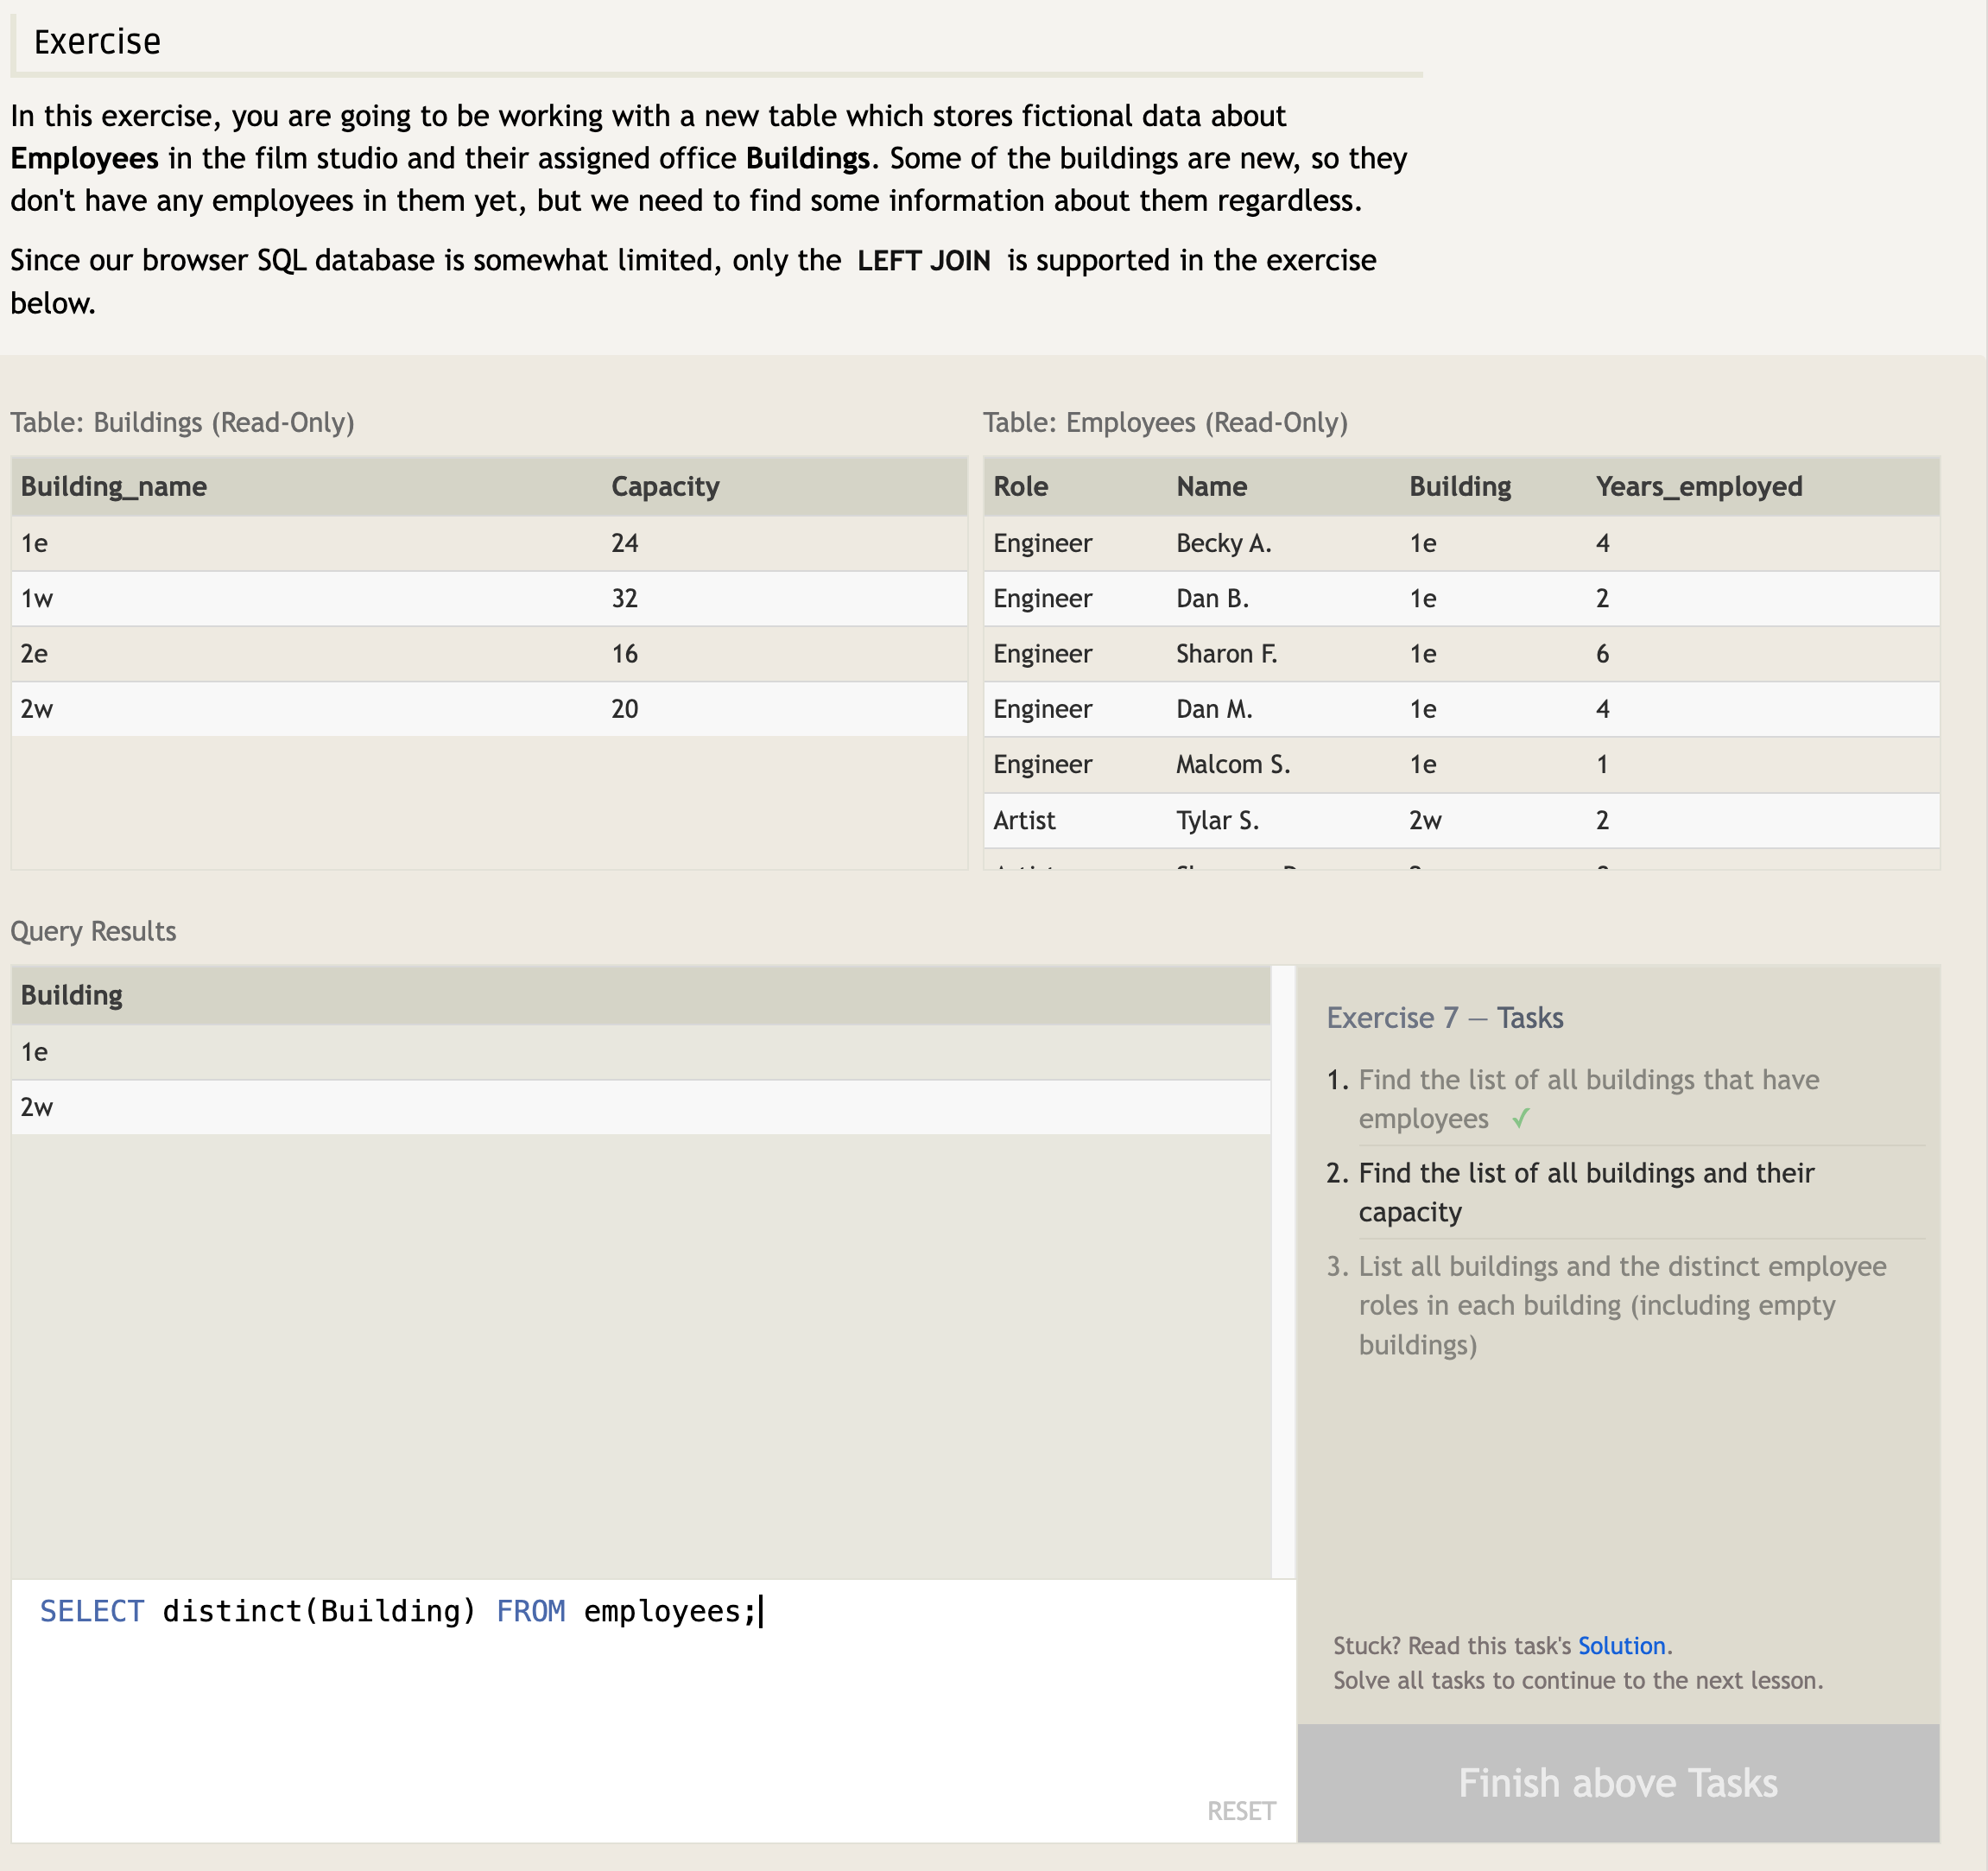 Exercise
In this exercise, you are going to be working with a new table which stores fictional data about
Employees in the film studio and their assigned office Buildings. Some of the buildings are new, so they
don't have any employees in them yet, but we need to find some information about them regardless.
Since our browser SQL database is somewhat limited, only the LEFT JOIN is supported in the exercise
below.
Table: Buildings (Read-Only)
Building_name Capacity
1e 24
1w 32
2e 16
2w 20
Table: Employees (Read-Only)
Role Name Building Years_employed
Engineer Becky A. 1e 4
Engineer Dan B. 1e 2
Engineer Sharon F. 1e 6
Engineer Dan M. 1e 4
Engineer Malcom S. 1e 1
Artist Tylar S. 2w 2
Query Results
Building
1e
2w
SELECT distinct(Building) FROM employees;
RESET
Exercise 7 — Tasks
1. Find the list of all buildings that have
employees ✓
2. Find the list of all buildings and their
capacity
3. List all buildings and the distinct employee
roles in each building (including empty
buildings)
Stuck? Read this task's Solution.
Solve all tasks to continue to the next lesson.
Finish above Tasks